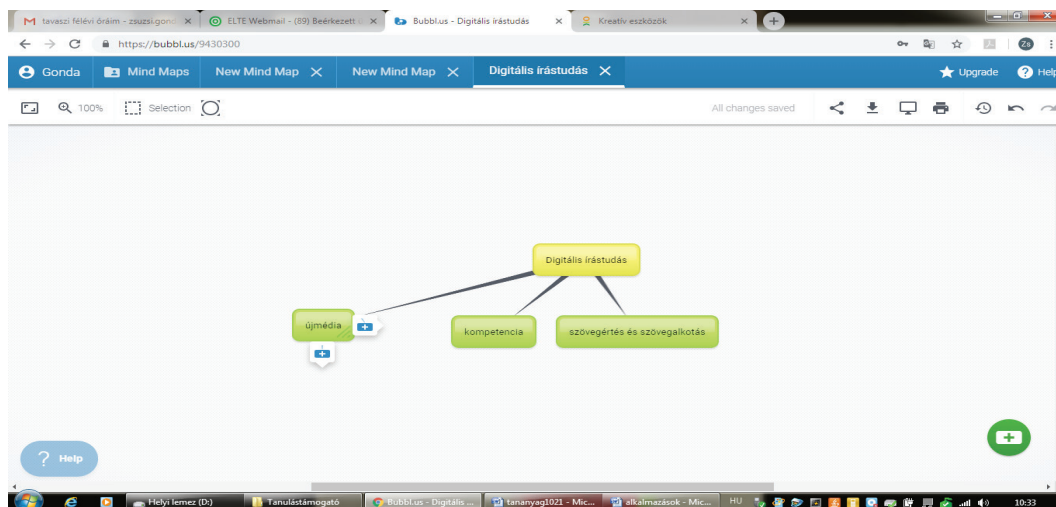 tavaszi félévi óráim - zsuzsi.gond
ELTE Webmail - (89) Beérkezett
Bubbl.us - Digitális írástudás
Kreatív eszközök
https://bubbl.us/9430300
Zs
Gonda
Mind Maps
New Mind Map
New Mind Map
Digitális írástudás
Upgrade
Help
100%
Selection
All changes saved
Digitális írástudás
újmédia
kompetencia
szövegértés és szövegalkotás
? Help
Helyi lemez (D:)
Tanulástámogató
Bubbl.us - Digitális ...
tananyag1021 - Mic...
alkalmazások - Mic...
HU
10:33